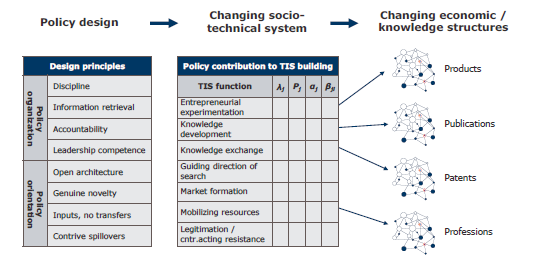 Policy design
Changing socio-
technical system
Changing economic /
knowledge structures
Design principles
Policy
organization
Discipline
Information retrieval
Accountability
Leadership competence
Policy
orientation
Open architecture
Genuine novelty
Inputs, no transfers
Contrive spillovers
Policy contribution to TIS building
TIS function λj Pj αj βji
Entrepreneurial
experimentation
Knowledge
development
Knowledge exchange
Guiding direction of
search
Market formation
Mobilizing resources
Legitimation /
cntr.acting resistance
Products
Publications
Patents
Professions